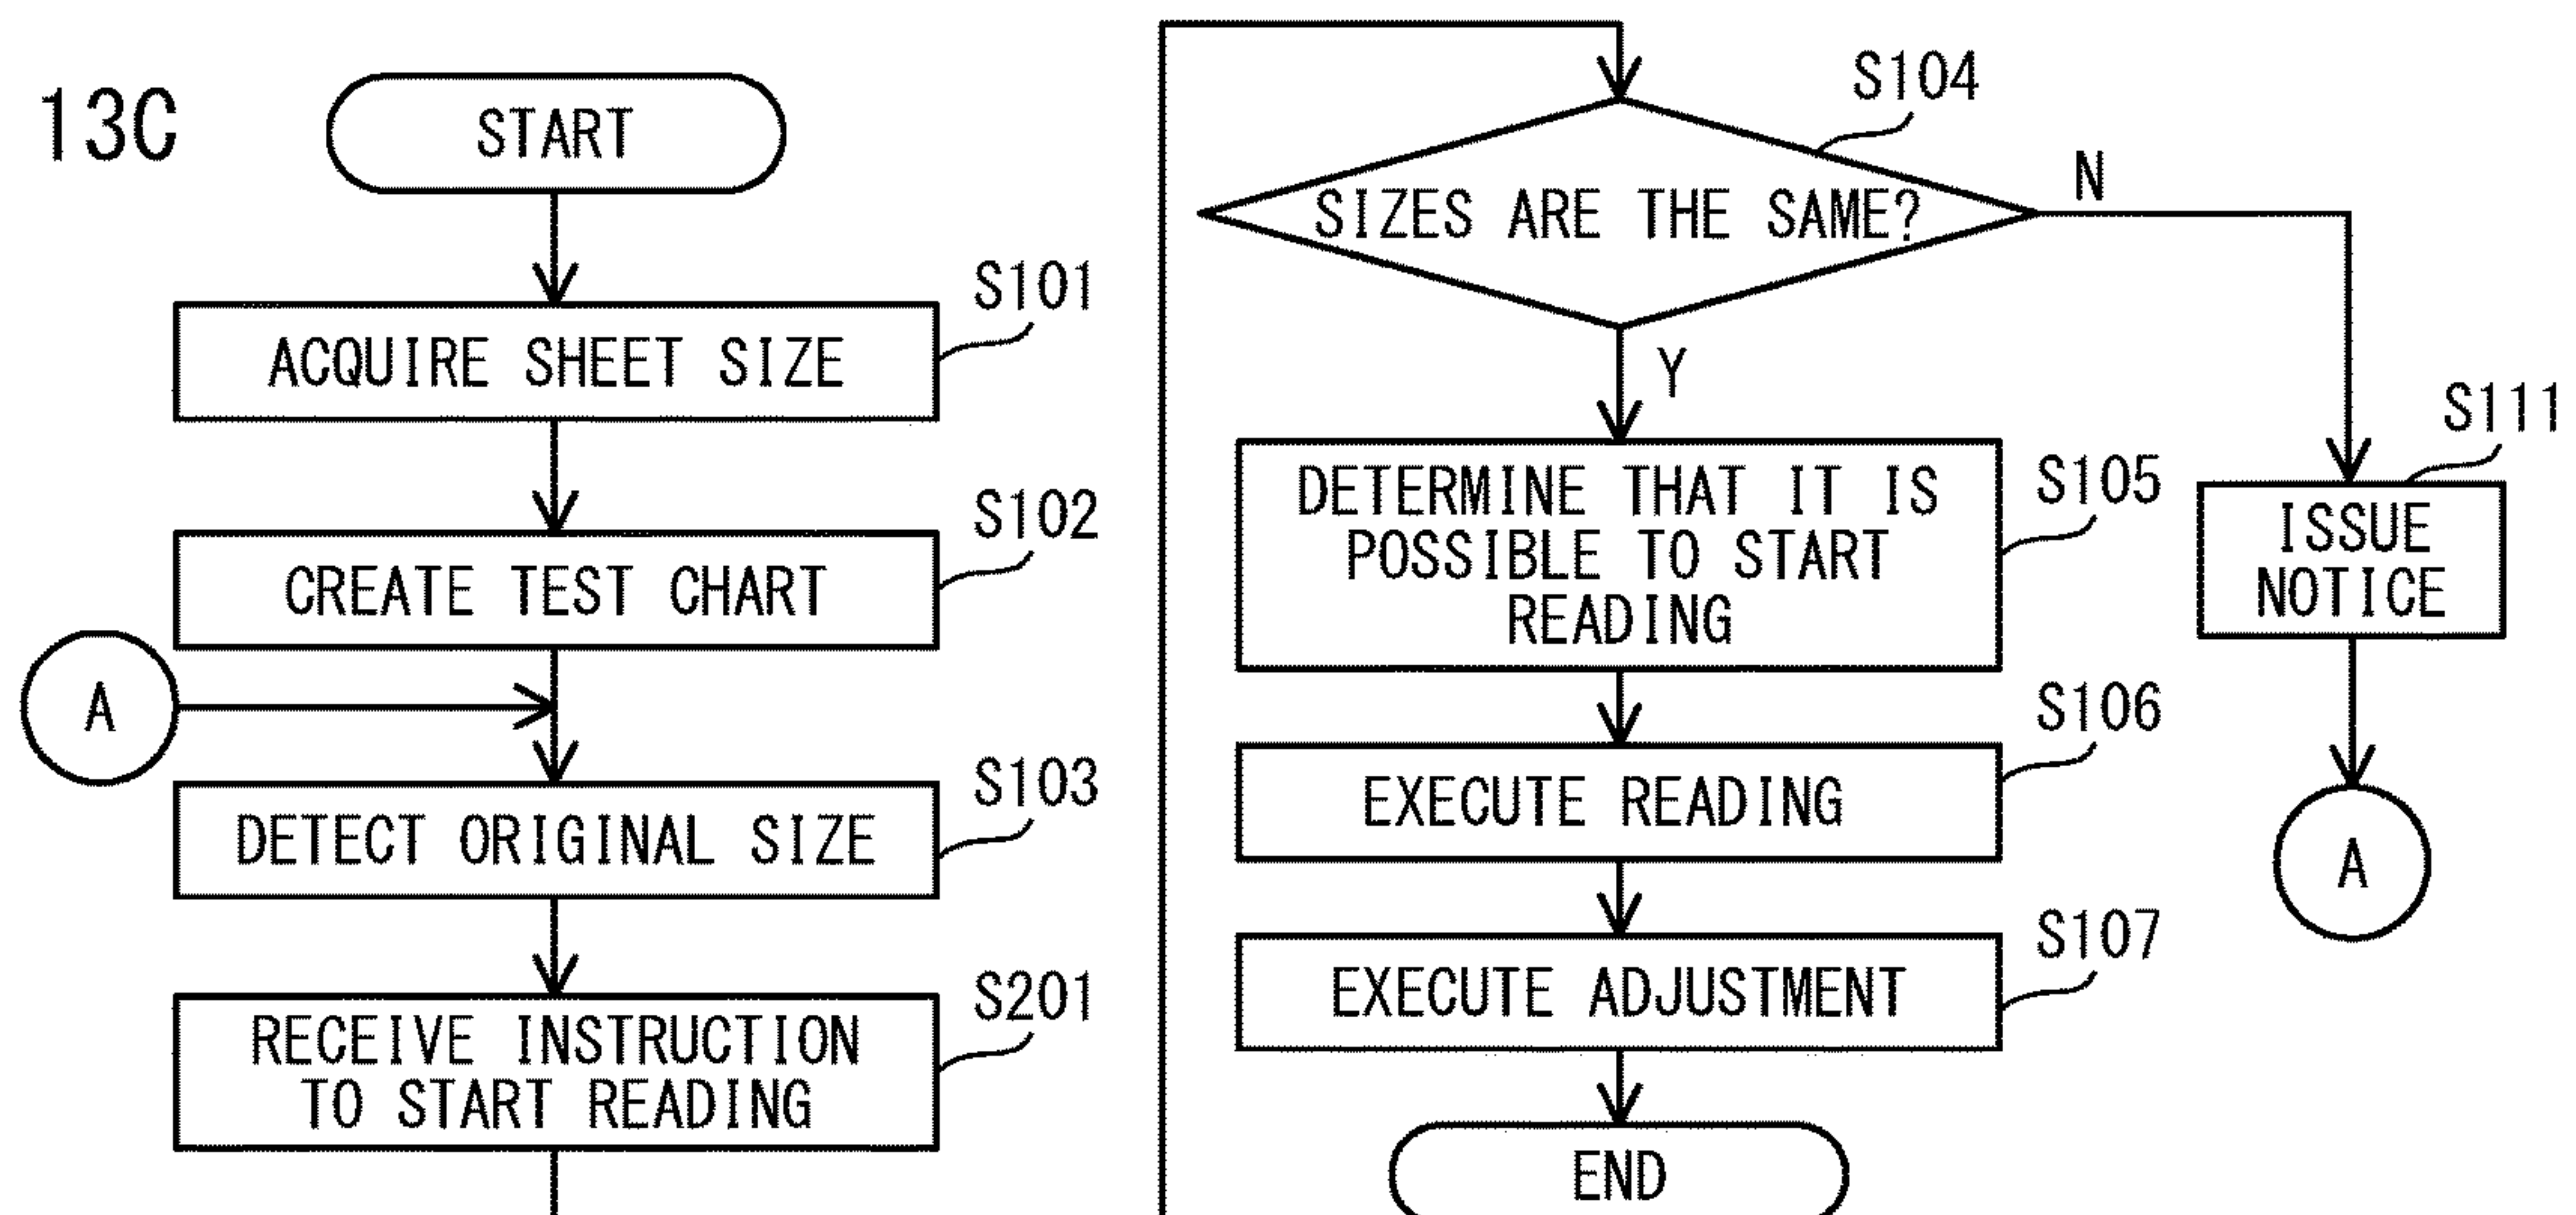 13C
START
S101
ACQUIRE SHEET SIZE
S102
CREATE TEST CHART
A
S103
DETECT ORIGINAL SIZE
S201
RECEIVE INSTRUCTION
TO START READING
S104
SIZES ARE THE SAME?
N
Y
S105
DETERMINE THAT IT IS
POSSIBLE TO START
READING
S106
EXECUTE READING
S107
EXECUTE ADJUSTMENT
END
S111
ISSUE
NOTICE
A